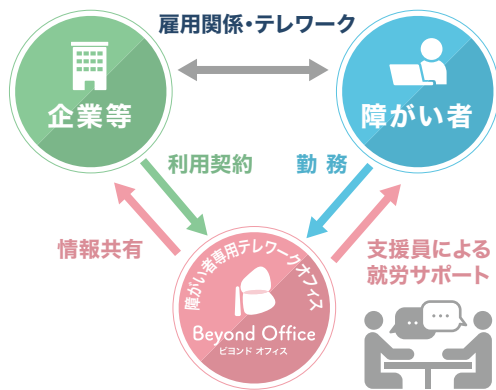 雇用関係・テレワーク
企業等
障がい者
利用契約
勤 務
情報共有
支援員による
就労サポート
障がい者専用テレワークオフィス
Beyond Office
ビヨンド オフィス